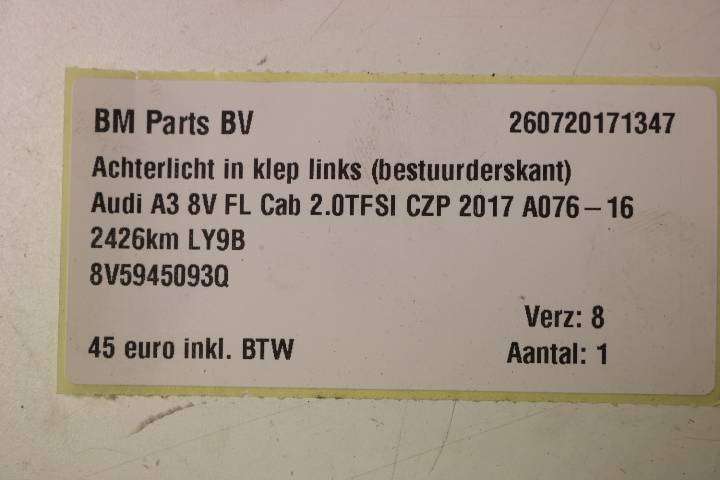 BM Parts BV 260720171347
Achterlicht in klep links (bestuurderskant)
Audi A3 8V FL Cab 2.0TFSI CZP 2017 A076-16
2426km LY9B
8V5945093Q
Verz: 8
45 euro inkl. BTW Aantal: 1